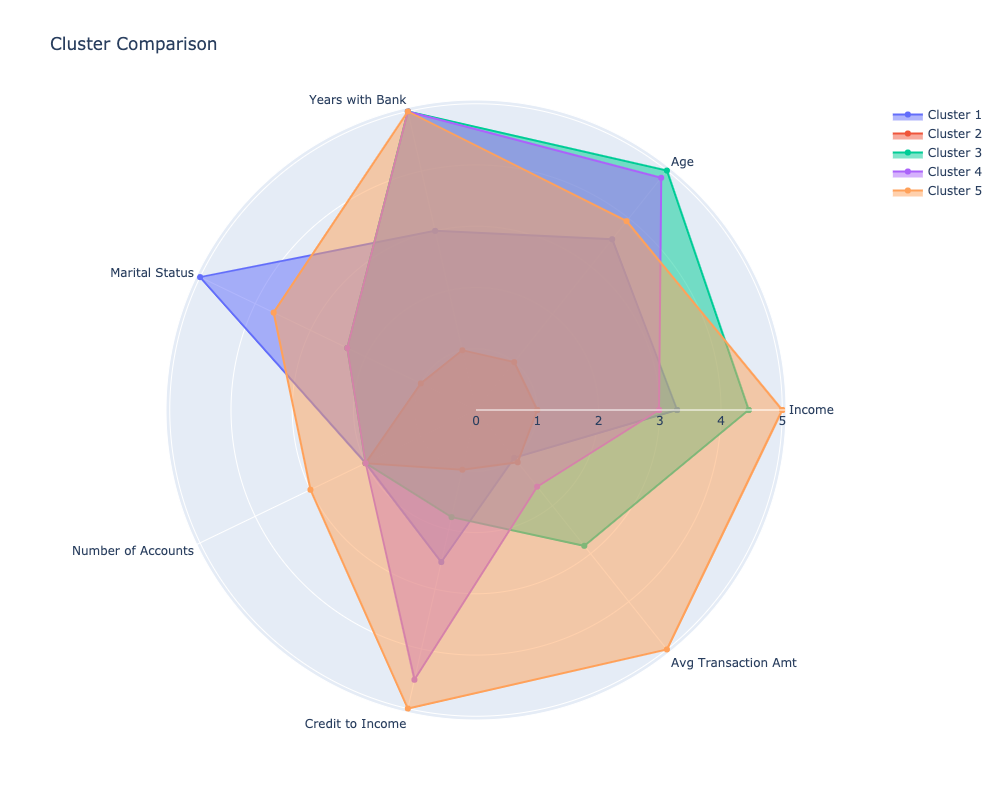 Cluster Comparison
Years with Bank
Age
Cluster 1
Cluster 2
Cluster 3
Cluster 4
Cluster 5
Marital Status
Income
0 1 2 3 4 5
Number of Accounts
Avg Transaction Amt
Credit to Income